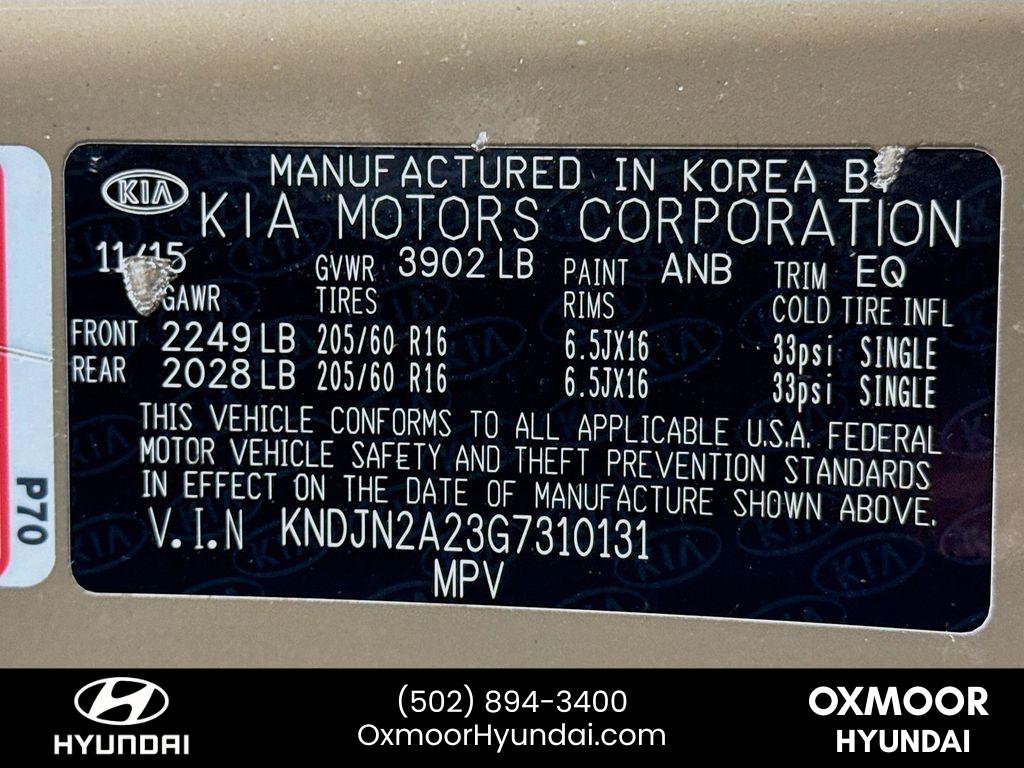 MANUFACTURED IN KOREA BY
KIA
KIA MOTORS CORPORATION
11/15 GVWR 3902 LB PAINT ANB TRIM EQ
GAWR TIRES RIMS COLD TIRE INFL
FRONT 2249 LB 205/60 R16 6.5JX16 33psi SINGLE
REAR 2028 LB 205/60 R16 6.5JX16 33psi SINGLE
THIS VEHICLE CONFORMS TO ALL APPLICABLE U.S.A. FEDERAL
MOTOR VEHICLE SAFETY AND THEFT PREVENTION STANDARDS
IN EFFECT ON THE DATE OF MANUFACTURE SHOWN ABOVE.
V.I.N KNDJN2A23G7310131
MPV
P70
HYUNDAI
(502) 894-3400
OxmoorHyundai.com
OXMOOR
HYUNDAI